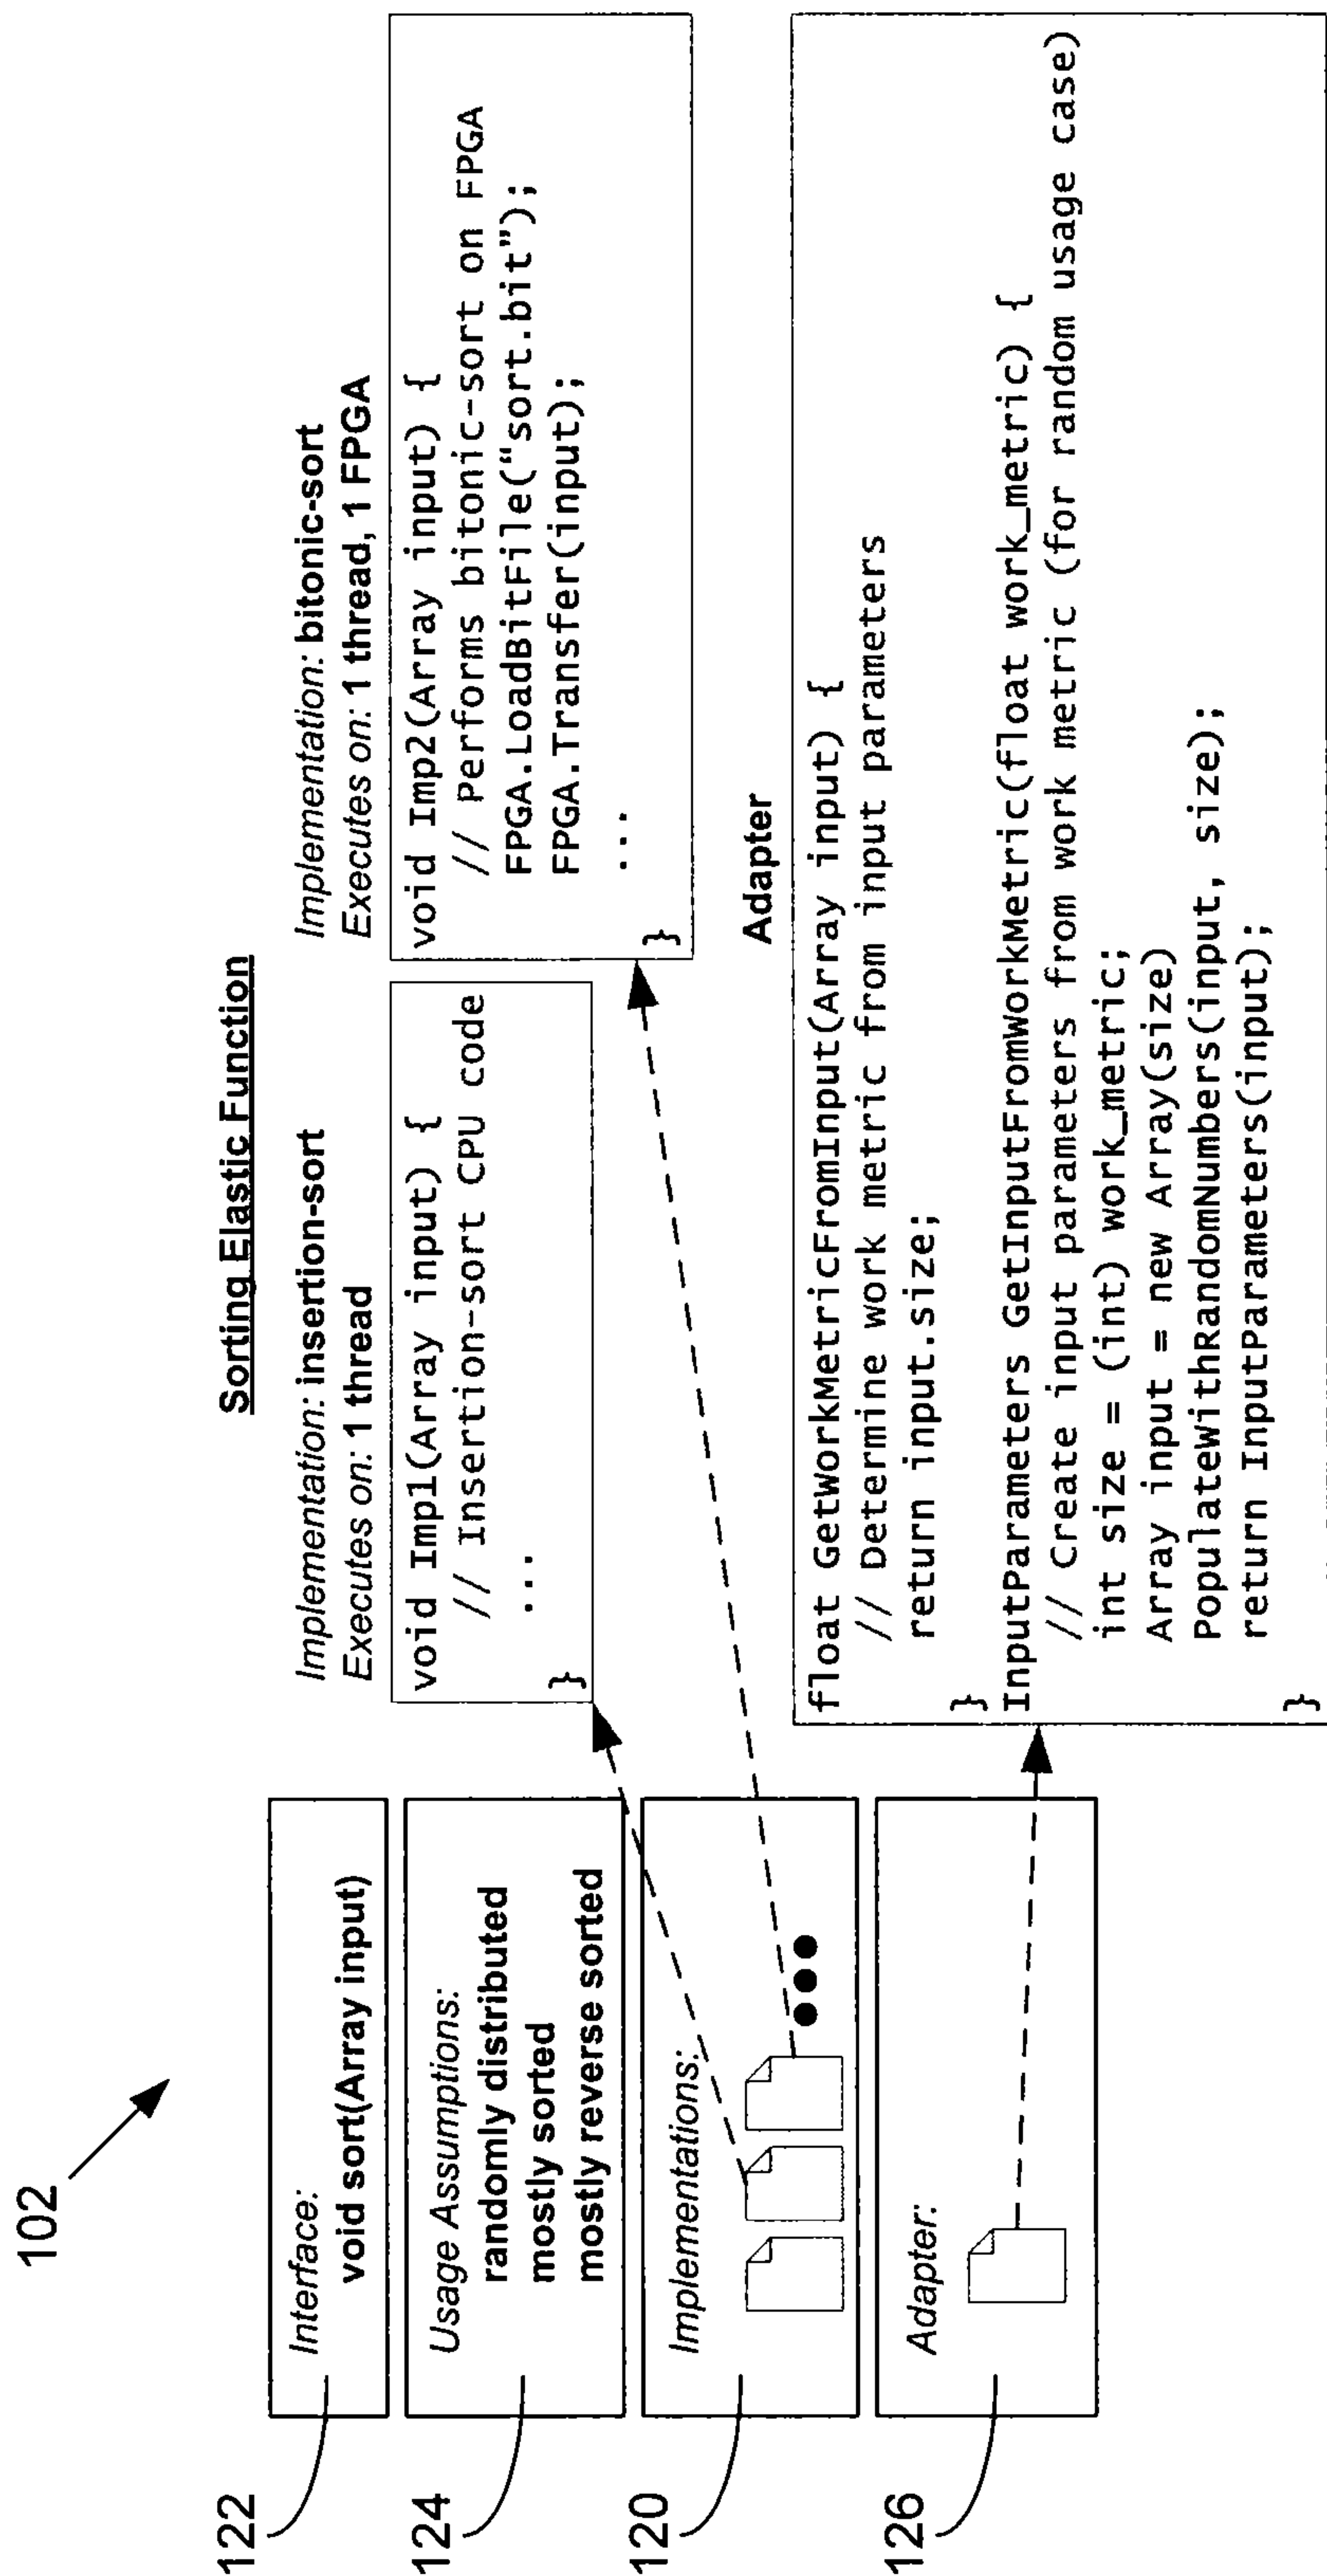 102
Sorting Elastic Function
122
Interface:
void sort(Array input)
124
Usage Assumptions:
randomly distributed
mostly sorted
mostly reverse sorted
120
Implementations:
126
Adapter:
Implementation: insertion-sort
Executes on: 1 thread
void Imp1(Array input) {
// Insertion-sort CPU code
...
}
Implementation: bitonic-sort
Executes on: 1 thread, 1 FPGA
void Imp2(Array input) {
// Performs bitonic-sort on FPGA
FPGA.LoadBitFile(“sort.bit”);
FPGA.Transfer(input);
...
}
Adapter
float GetWorkMetricFromInput(Array input) {
// Determine work metric from input parameters
return input.size;
}
InputParameters GetInputFromWorkMetric(float work_metric) {
// Create input parameters from work metric (for random usage case)
int size = (int) work_metric;
Array input = new Array(size)
PopulateWithRandomNumbers(input, size);
return InputParameters(input);
}